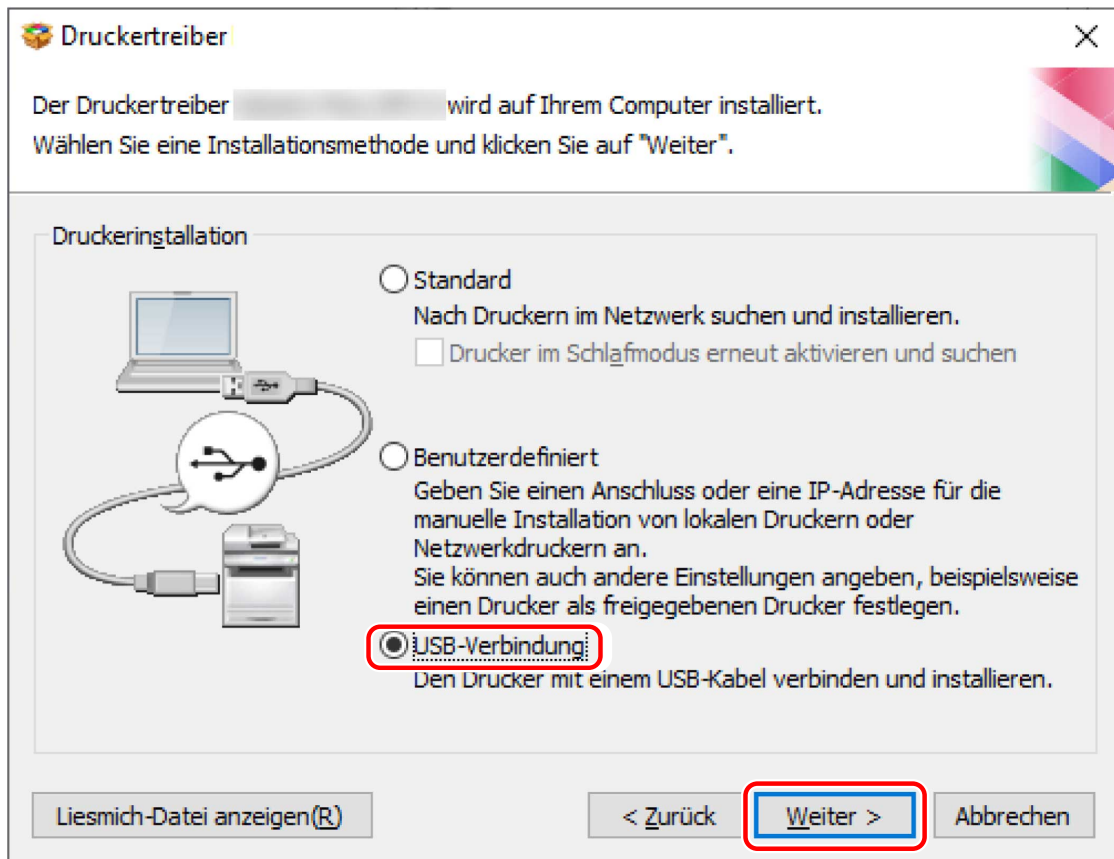 Druckertreiber
Der Druckertreiber wird auf Ihrem Computer installiert.
Wählen Sie eine Installationsmethode und klicken Sie auf "Weiter".
Druckerinstallation
Standard
Nach Druckern im Netzwerk suchen und installieren.
Drucker im Schlafmodus erneut aktivieren und suchen
Benutzerdefiniert
Geben Sie einen Anschluss oder eine IP-Adresse für die
manuelle Installation von lokalen Druckern oder
Netzwerkdruckern an.
Sie können auch andere Einstellungen angeben, beispielsweise
einen Drucker als freigegebenen Drucker festlegen.
USB-Verbindung
Den Drucker mit einem USB-Kabel verbinden und installieren.
Liesmich-Datei anzeigen(R)
< Zurück
Weiter >
Abbrechen